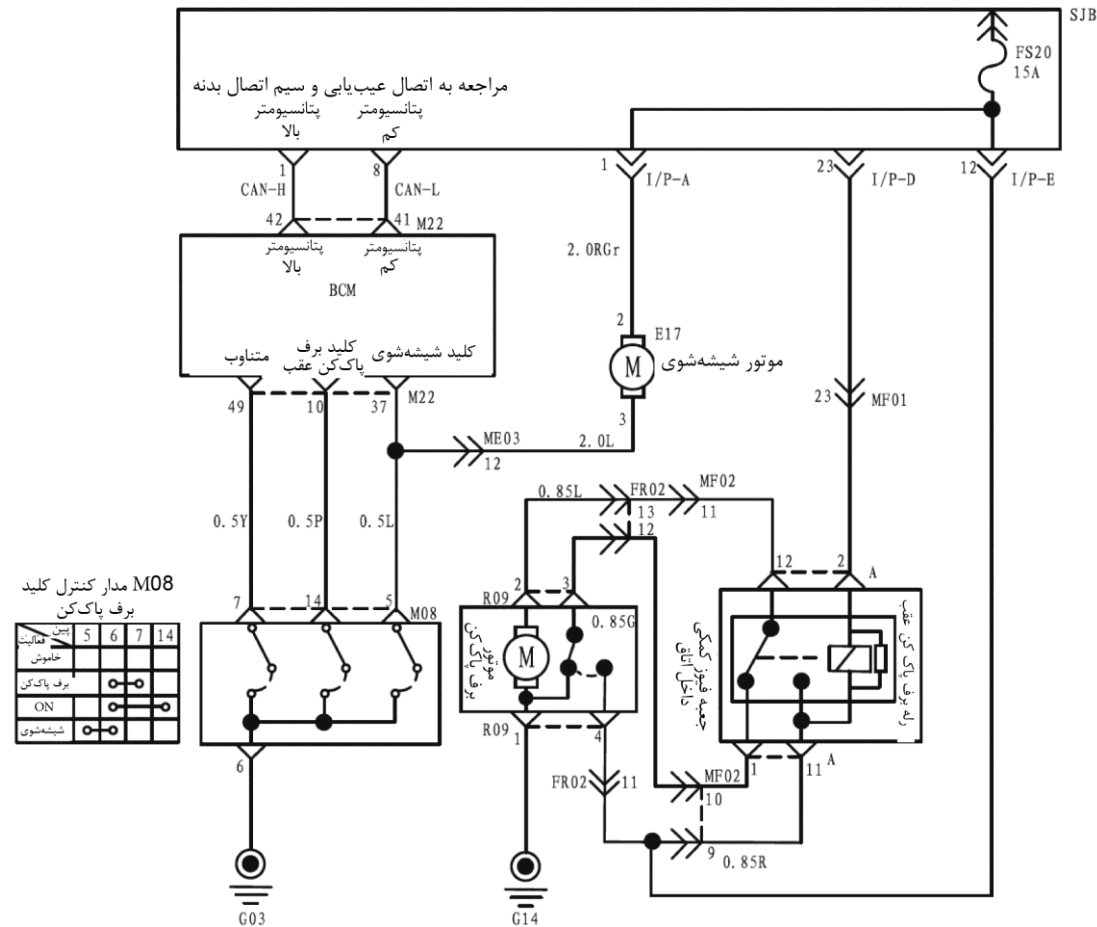 SJB
FS20
15A
مراجعه به اتصال عیب‌یابی و سیم اتصال بدنه
پتانسیومتر
بالا
پتانسیومتر
کم
1
8
1
I/P-A
23
I/P-D
12
I/P-E
CAN-H
CAN-L
42
41
M22
پتانسیومتر
بالا
پتانسیومتر
کم
BCM
2.0RGr
متناوب
کلید برف
پاک‌کن عقب
کلید شیشه‌شوی
2
E17
M
موتور شیشه‌شوی
3
49
10
37
M22
23
MF01
ME03
12
2.0L
0.5Y
0.5P
0.5L
0.85L
FR02
13
12
MF02
11
12
2
A
M08 مدار کنترل کلید
برف پاک‌کن
پین
فعالیت
5
6
7
14
خاموش
برف پاک‌کن
ON
شیشه‌شوی
7
14
5
M08
R09
2
3
0.85G
M
موتور
برف پاک‌کن
جعبه فیوز کمکی
داخل اتاق
رله برف پاک کن عقب
R09
1
4
6
FR02
11
MF02
10
1
11
A
9
0.85R
G03
G14